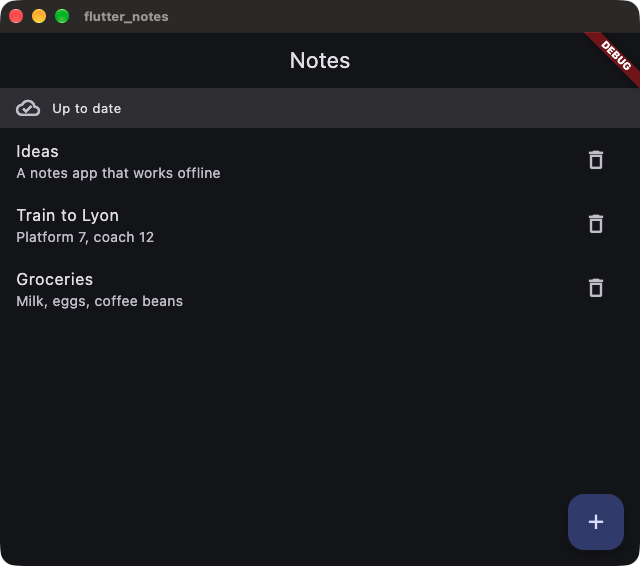 flutter_notes
Notes
DEBUG
Up to date
Ideas
A notes app that works offline
Train to Lyon
Platform 7, coach 12
Groceries
Milk, eggs, coffee beans